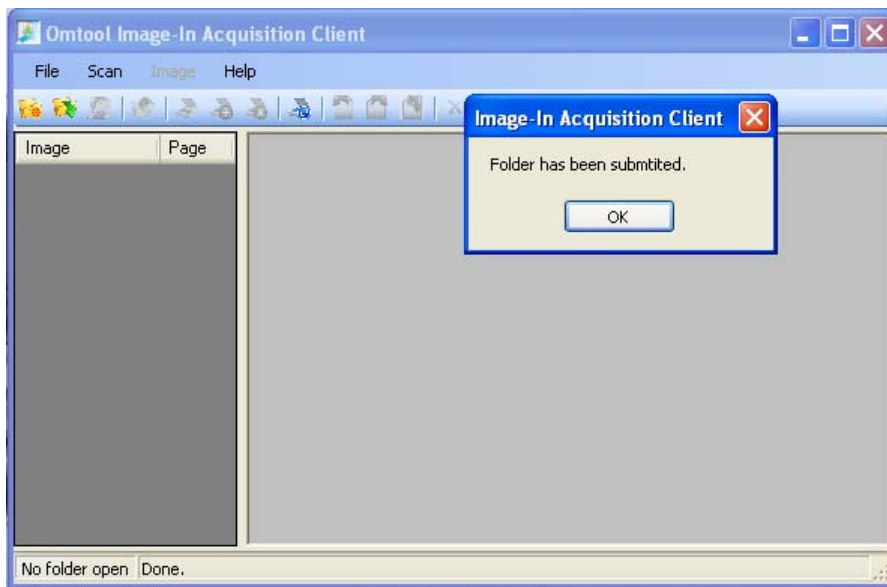 Omtool Image-In Acquisition Client
File Scan Image Help
Image-In Acquisition Client
Image Page
Folder has been submtited.
OK
No folder open Done.